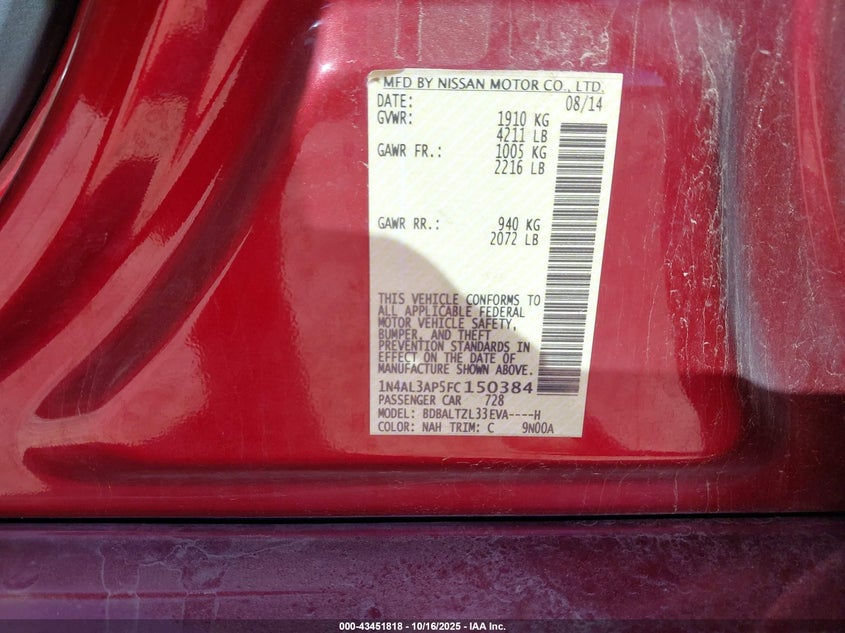 MFD BY NISSAN MOTOR CO., LTD.
DATE: 08/14
GVWR: 1910 KG
4211 LB
GAWR FR.: 1005 KG
2216 LB
GAWR RR.: 940 KG
2072 LB
THIS VEHICLE CONFORMS TO
ALL APPLICABLE FEDERAL
MOTOR VEHICLE SAFETY,
BUMPER, AND THEFT
PREVENTION STANDARDS IN
EFFECT ON THE DATE OF
MANUFACTURE SHOWN ABOVE.
1N4AL3AP5FC150384
PASSENGER CAR 728
MODEL: BDBALTZL33EVA----H
COLOR: NAH TRIM: C 9N00A
000-43451818 - 10/16/2025 - IAA Inc.